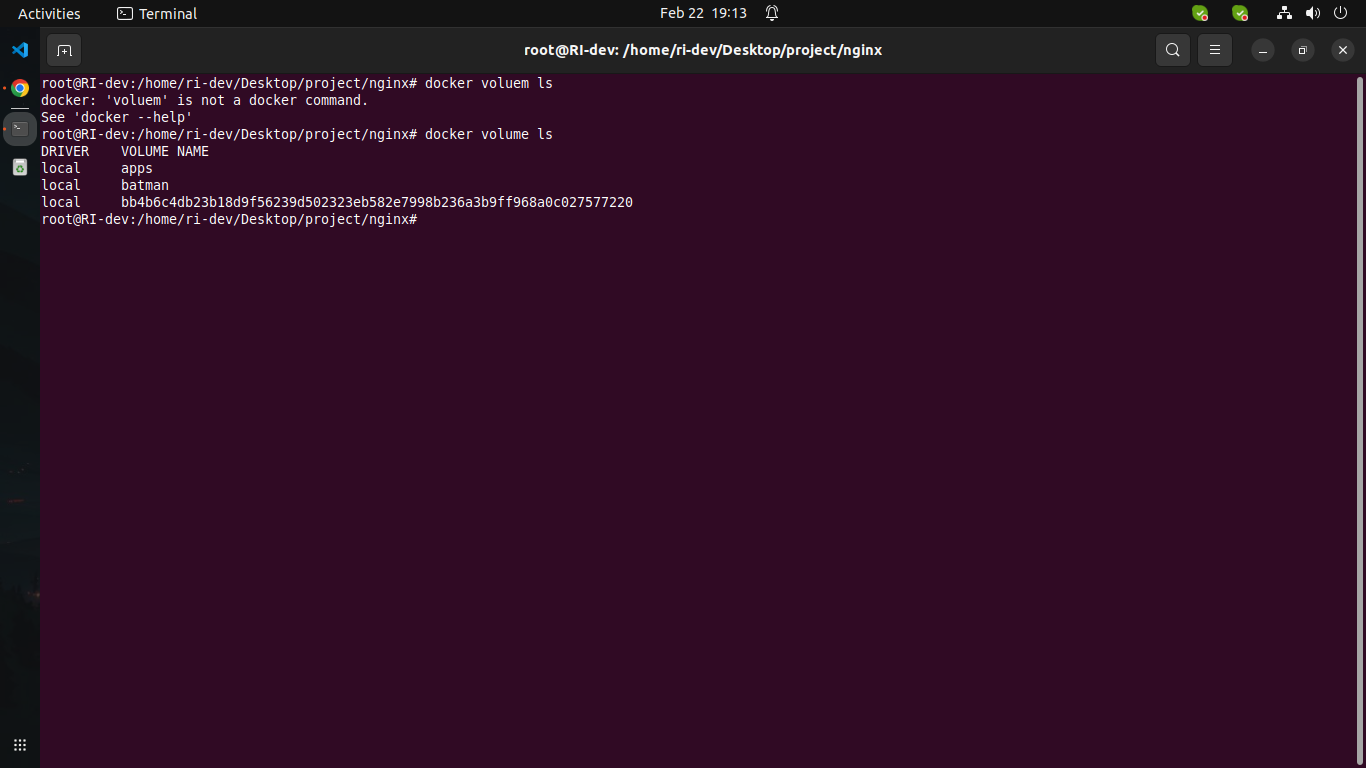 Activities
Terminal
Feb 22 19:13
root@RI-dev: /home/ri-dev/Desktop/project/nginx
root@RI-dev:/home/ri-dev/Desktop/project/nginx# docker voluem ls
docker: 'voluem' is not a docker command.
See 'docker --help'
root@RI-dev:/home/ri-dev/Desktop/project/nginx# docker volume ls
DRIVER    VOLUME NAME
local     apps
local     batman
local     bb4b6c4db23b18d9f56239d502323eb582e7998b236a3b9ff968a0c027577220
root@RI-dev:/home/ri-dev/Desktop/project/nginx#